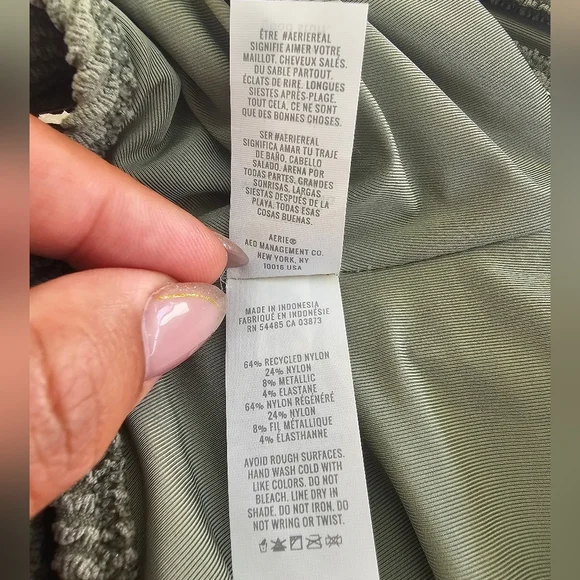 ÊTRE #AERIEREAL
SIGNIFIE AIMER VOTRE
MAILLOT. CHEVEUX SALÉS.
DU SABLE PARTOUT.
ÉCLATS DE RIRE. LONGUES
SIESTES APRÈS-PLAGE.
TOUT CELA, CE NE SONT
QUE DES BONNES CHOSES.
SER #AERIEREAL
SIGNIFICA AMAR TU TRAJE
DE BAÑO, CABELLO
SALADO. ARENA POR
TODAS PARTES. GRANDES
SONRISAS, LARGAS
SIESTAS DESPUÉS DE LA
PLAYA. TODAS ESAS
COSAS BUENAS.
AERIE®
AEO MANAGEMENT CO.
NEW YORK, NY
10016 USA
MADE IN INDONESIA
FABRIQUÉ EN INDONÉSIE
RN 54485 CA 03873
64% RECYCLED NYLON
24% NYLON
8% METALLIC
4% ELASTANE
64% NYLON RÉGÉNÉRÉ
24% NYLON
8% FIL MÉTALLIQUE
4% ÉLASTHANNE
AVOID ROUGH SURFACES.
HAND WASH COLD WITH
LIKE COLORS. DO NOT
BLEACH. LINE DRY IN
SHADE. DO NOT IRON. DO
NOT WRING OR TWIST.